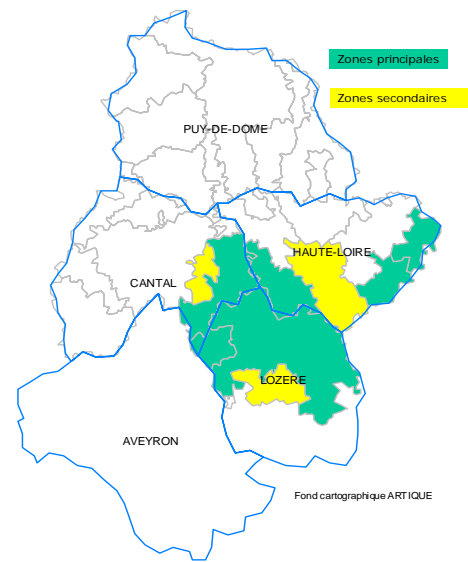 Zones principales
Zones secondaires
PUY-DE-DOME
HAUTE-LOIRE
CANTAL
LOZERE
AVEYRON
Fond cartographique ARTIQUE